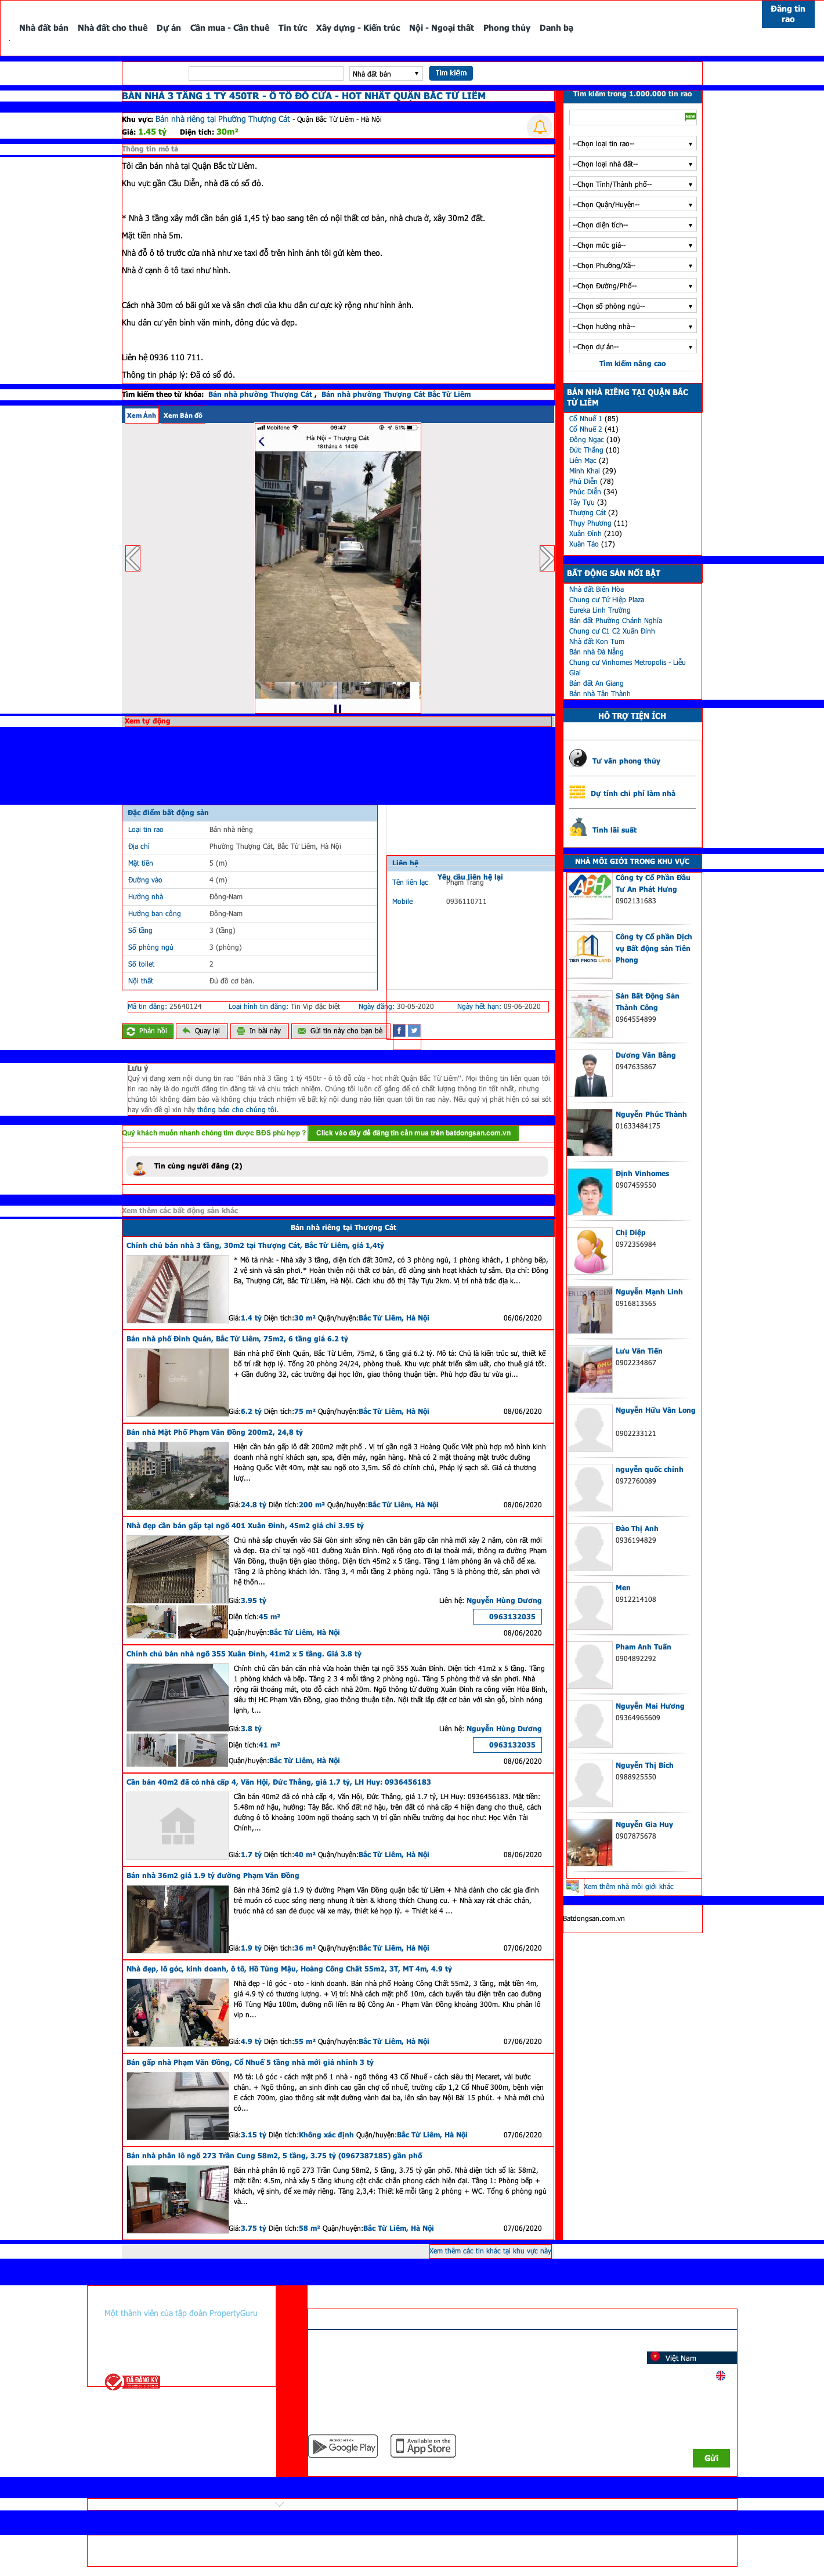 Nhà đất bán Nhà đất cho thuê Dự án Cần mua - Cần thuê Tin tức Xây dựng - Kiến trúc Nội - Ngoại thất Phong thủy Danh bạ
Đăng tin rao
Nhà đất bán
Tìm kiếm
BÁN NHÀ 3 TẦNG 1 TỶ 450TR - Ô TÔ ĐỖ CỬA - HOT NHẤT QUẬN BẮC TỪ LIÊM
Khu vực: Bán nhà riêng tại Phường Thượng Cát - Quận Bắc Từ Liêm - Hà Nội
Giá: 1.45 tỷ Diện tích: 30m²
Thông tin mô tả
Tôi cần bán nhà tại Quận Bắc từ Liêm.
Khu vực gần Cầu Diễn, nhà đã có sổ đỏ.
* Nhà 3 tầng xây mới cần bán giá 1,45 tỷ bao sang tên có nội thất cơ bản, nhà chưa ở, xây 30m2 đất.
Mặt tiền nhà 5m.
Nhà đỗ ô tô trước cửa nhà như xe taxi đỗ trên hình ảnh tôi gửi kèm theo.
Nhà ở cạnh ô tô taxi như hình.
Cách nhà 30m có bãi gửi xe và sân chơi của khu dân cư cực kỳ rộng như hình ảnh.
Khu dân cư yên bình văn minh, đông đúc và đẹp.
Liên hệ 0936 110 711.
Thông tin pháp lý: Đã có sổ đỏ.
Tìm kiếm theo từ khóa: Bán nhà phường Thượng Cát , Bán nhà phường Thượng Cát Bắc Từ Liêm
Xem Ảnh Xem Bản đồ
Mobifone 09:47 51%
Hà Nội - Thượng Cát
18 tháng 4 14:09
Xem tự động
Đặc điểm bất động sản
Loại tin rao Bán nhà riêng
Địa chỉ Phường Thượng Cát, Bắc Từ Liêm, Hà Nội
Mặt tiền 5 (m)
Đường vào 4 (m)
Hướng nhà Đông-Nam
Hướng ban công Đông-Nam
Số tầng 3 (tầng)
Số phòng ngủ 3 (phòng)
Số toilet 2
Nội thất Đủ đồ cơ bản.
Liên hệ
Yêu cầu liên hệ lại
Tên liên lạc Phạm Trang
Mobile 0936110711
Mã tin đăng: 25640124 Loại hình tin đăng: Tin Vip đặc biệt Ngày đăng: 30-05-2020 Ngày hết hạn: 09-06-2020
Phản hồi Quay lại In bài này Gửi tin này cho bạn bè
Lưu ý
Quý vị đang xem nội dung tin rao "Bán nhà 3 tầng 1 tỷ 450tr - ô tô đỗ cửa - hot nhất Quận Bắc Từ Liêm". Mọi thông tin liên quan tới
tin rao này là do người đăng tin đăng tải và chịu trách nhiệm. Chúng tôi luôn cố gắng để có chất lượng thông tin tốt nhất, nhưng
chúng tôi không đảm bảo và không chịu trách nhiệm về bất kỳ nội dung nào liên quan tới tin rao này. Nếu quý vị phát hiện có sai sót
hay vấn đề gì xin hãy thông báo cho chúng tôi.
Quý khách muốn nhanh chóng tìm được BĐS phù hợp ? Click vào đây để đăng tin cần mua trên batdongsan.com.vn
Tin cùng người đăng (2)
Xem thêm các bất động sản khác
Bán nhà riêng tại Thượng Cát
Chính chủ bán nhà 3 tầng, 30m2 tại Thượng Cát, Bắc Từ Liêm, giá 1,4tỷ
* Mô tả nhà: - Nhà xây 3 tầng, diện tích đất 30m2, có 3 phòng ngủ, 1 phòng khách, 1 phòng bếp,
2 vệ sinh và sân phơi.* Hoàn thiện nội thất cơ bản, đồ dùng sinh hoạt khách tự sắm. Địa chỉ: Đông
Ba, Thượng Cát, Bắc Từ Liêm, Hà Nội. Cách khu đô thị Tây Tựu 2km. Vị trí nhà trắc địa k...
Giá:1.4 tỷ Diện tích:30 m² Quận/huyện:Bắc Từ Liêm, Hà Nội 06/06/2020
Bán nhà phố Đình Quán, Bắc Từ Liêm, 75m2, 6 tầng giá 6.2 tỷ
Bán nhà phố Đình Quán, Bắc Từ Liêm, 75m2, 6 tầng giá 6.2 tỷ. Mô tả: Chủ là kiến trúc sư, thiết kế
bố trí rất hợp lý. Tổng 20 phòng 24/24, phòng thuê. Khu vực phát triển sầm uất, cho thuê giá tốt.
+ Gần đường 32, các trường đại học lớn, giao thông thuận tiện. Phù hợp đầu tư vừa gi...
Giá:6.2 tỷ Diện tích:75 m² Quận/huyện:Bắc Từ Liêm, Hà Nội 08/06/2020
Bán nhà Mặt Phố Phạm Văn Đồng 200m2, 24,8 tỷ
Hiện cần bán gấp lô đất 200m2 mặt phố . Vị trí gần ngã 3 Hoàng Quốc Việt phù hợp mô hình kinh
doanh nhà nghỉ khách sạn, spa, điện máy, ngân hàng. Nhà có 2 mặt thoáng mặt trước đường
Hoàng Quốc Việt 40m, mặt sau ngõ oto 3,5m. Sổ đỏ chính chủ, Pháp lý sạch sẽ. Giá cả thương
lượ...
Giá:24.8 tỷ Diện tích:200 m² Quận/huyện:Bắc Từ Liêm, Hà Nội 08/06/2020
Nhà đẹp cần bán gấp tại ngõ 401 Xuân Đỉnh, 45m2 giá chỉ 3.95 tỷ
Chủ nhà sắp chuyển vào Sài Gòn sinh sống nên cần bán gấp căn nhà mới xây 2 năm, còn rất mới
và đẹp. Địa chỉ tại ngõ 401 đường Xuân Đỉnh. Ngõ rộng oto đi lại thoải mái, thông ra đường Phạm
Văn Đồng, thuận tiện giao thông. Diện tích 45m2 x 5 tầng. Tầng 1 làm phòng ăn và chỗ để xe.
Tầng 2 là phòng khách lớn. Tầng 3, 4 mỗi tầng 2 phòng ngủ. Tầng 5 là phòng thờ, sân phơi với
hệ thốn...
Giá:3.95 tỷ Liên hệ: Nguyễn Hùng Dương
Diện tích:45 m² 0963132035
Quận/huyện:Bắc Từ Liêm, Hà Nội 08/06/2020
Chính chủ bán nhà ngõ 355 Xuân Đỉnh, 41m2 x 5 tầng. Giá 3.8 tỷ
Chính chủ cần bán căn nhà vừa hoàn thiện tại ngõ 355 Xuân Đỉnh. Diện tích 41m2 x 5 tầng. Tầng
1 phòng khách và bếp. Tầng 2 3 4 mỗi tầng 2 phòng ngủ. Tầng 5 phòng thờ và sân phơi. Nhà
rộng rãi thoáng mát, oto đỗ cách nhà 20m. Ngõ thông từ đường Xuân Đỉnh ra công viên Hòa Bình,
siêu thị HC Phạm Văn Đồng, giao thông thuận tiện. Nội thất lắp đặt cơ bản với sàn gỗ, bình nóng
lạnh, t...
Giá:3.8 tỷ Liên hệ: Nguyễn Hùng Dương
Diện tích:41 m² 0963132035
Quận/huyện:Bắc Từ Liêm, Hà Nội 08/06/2020
Cần bán 40m2 đã có nhà cấp 4, Văn Hội, Đức Thắng, giá 1.7 tỷ, LH Huy: 0936456183
Cần bán 40m2 đã có nhà cấp 4, Văn Hội, Đức Thắng, giá 1.7 tỷ, LH Huy: 0936456183. Mặt tiền:
5.48m nở hậu, hướng: Tây Bắc. Khổ đất nở hậu, trên đất có nhà cấp 4 hiện đang cho thuê, cách
đường ô tô khoảng 100m ngõ thoáng sạch Vị trí gần nhiều trường đại học như: Học Viện Tài
Chính,...
Giá:1.7 tỷ Diện tích:40 m² Quận/huyện:Bắc Từ Liêm, Hà Nội 08/06/2020
Bán nhà 36m2 giá 1.9 tỷ đường Phạm Văn Đồng
Bán nhà 36m2 giá 1.9 tỷ đường Phạm Văn Đồng quận bắc từ Liêm + Nhà dành cho các gia đình
trẻ muốn có cuọc sóng rieng nhưng ít tiền & không thích Chung cu. + Nhà xay rát chác chán,
truóc nhà có san đẻ đuọc vài xe máy, thiét ké họp lý. + Thiét ké 4 ...
Giá:1.9 tỷ Diện tích:36 m² Quận/huyện:Bắc Từ Liêm, Hà Nội 07/06/2020
Nhà đẹp, lô góc, kinh doanh, ô tô, Hồ Tùng Mậu, Hoàng Công Chất 55m2, 3T, MT 4m, 4.9 tỷ
Nhà đẹp - lô góc - oto - kinh doanh. Bán nhà phố Hoàng Công Chất 55m2, 3 tầng, mặt tiền 4m,
giá 4.9 tỷ có thương lượng. + Vị trí: Nhà cách mặt phố 10m, cách tuyến tàu điện trên cao đường
Hồ Tùng Mậu 100m, đường nối liền ra Bộ Công An - Phạm Văn Đồng khoảng 300m. Khu phân lô
vip n...
Giá:4.9 tỷ Diện tích:55 m² Quận/huyện:Bắc Từ Liêm, Hà Nội 07/06/2020
Bán gấp nhà Phạm Văn Đồng, Cổ Nhuế 5 tầng nhà mới giá nhỉnh 3 tỷ
Mô tả: Lô góc - cách mặt phố 1 nhà - ngõ thông 43 Cổ Nhuế - cách siêu thị Mecaret, vài bước
chân. + Ngõ thông, an sinh đỉnh cao gần chợ cổ nhuế, trường cấp 1,2 Cổ Nhuế 300m, bệnh viện
E cách 700m, giao thông sát mặt đường vành đai ba, lên sân bay Nội Bài 15 phút. + Nhà mới chủ
có...
Giá:3.15 tỷ Diện tích:Không xác định Quận/huyện:Bắc Từ Liêm, Hà Nội 07/06/2020
Bán nhà phân lô ngõ 273 Trần Cung 58m2, 5 tầng, 3.75 tỷ (0967387185) gần phố
Bán nhà phân lô ngõ 273 Trần Cung 58m2, 5 tầng, 3.75 tỷ gần phố. Nhà diện tích sổ là: 58m2,
mặt tiền: 4.5m, nhà xây 5 tầng khung cột chắc chắn phong cách hiện đại. Tầng 1: Phòng bếp +
khách, vệ sinh, để xe máy riêng. Tầng 2,3,4: Thiết kế mỗi tầng 2 phòng + WC. Tổng 6 phòng ngủ
và...
Giá:3.75 tỷ Diện tích:58 m² Quận/huyện:Bắc Từ Liêm, Hà Nội 07/06/2020
Xem thêm các tin khác tại khu vực này
Tìm kiếm trong 1.000.000 tin rao
NEW
--Chọn loại tin rao--
--Chọn loại nhà đất--
--Chọn Tỉnh/Thành phố--
--Chọn Quận/Huyện--
--Chọn diện tích--
--Chọn mức giá--
--Chọn Phường/Xã--
--Chọn Đường/Phố--
--Chọn số phòng ngủ--
--Chọn hướng nhà--
--Chọn dự án--
Tìm kiếm nâng cao
BÁN NHÀ RIÊNG TẠI QUẬN BẮC TỪ LIÊM
Cổ Nhuế 1 (85)
Cổ Nhuế 2 (41)
Đông Ngạc (10)
Đức Thắng (10)
Liên Mạc (2)
Minh Khai (29)
Phú Diễn (78)
Phúc Diễn (34)
Tây Tựu (3)
Thượng Cát (2)
Thụy Phương (11)
Xuân Đỉnh (210)
Xuân Tảo (17)
BẤT ĐỘNG SẢN NỔI BẬT
Nhà đất Biên Hòa
Chung cư Tứ Hiệp Plaza
Eureka Linh Trường
Bán đất Phường Chánh Nghĩa
Chung cư C1 C2 Xuân Đỉnh
Nhà đất Kon Tum
Bán nhà Đà Nẵng
Chung cư Vinhomes Metropolis - Liễu
Giai
Bán đất An Giang
Bán nhà Tân Thành
HỖ TRỢ TIỆN ÍCH
Tư vấn phong thủy
Dự tính chi phí làm nhà
Tính lãi suất
NHÀ MÔI GIỚI TRONG KHU VỰC
APH
Công ty Cổ Phần Đầu
Tư An Phát Hưng
0902131683
TIEN PHONG LAND
Công ty Cổ phần Dịch
vụ Bất động sản Tiên
Phong
Sàn Bất Động Sản
Thành Công
0964554899
Dương Văn Bằng
0947635867
Nguyễn Phúc Thành
01633484175
Định Vinhomes
0907459550
Chị Diệp
0972356984
Nguyễn Mạnh Linh
0916813565
Lưu Văn Tiến
0902234867
Nguyễn Hữu Vân Long
0902233121
nguyễn quốc chinh
0972760089
Đào Thị Anh
0936194829
Men
0912214108
Pham Anh Tuấn
0904892292
Nguyễn Mai Hương
09364965609
Nguyễn Thị Bích
0988925550
Nguyễn Gia Huy
0907875678
Xem thêm nhà môi giới khác
Batdongsan.com.vn
Một thành viên của tập đoàn PropertyGuru
ĐÃ ĐĂNG KÝ
Việt Nam
Google Play
Available on the
App Store
Gửi